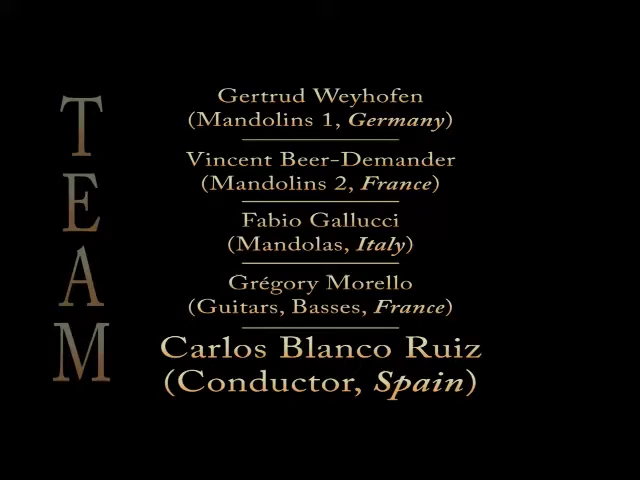 TEAM
Gertrud Weyhofen
(Mandolins 1, Germany)
Vincent Beer-Demander
(Mandolins 2, France)
Fabio Gallucci
(Mandolas, Italy)
Grégory Morello
(Guitars, Basses, France)
Carlos Blanco Ruiz
(Conductor, Spain)